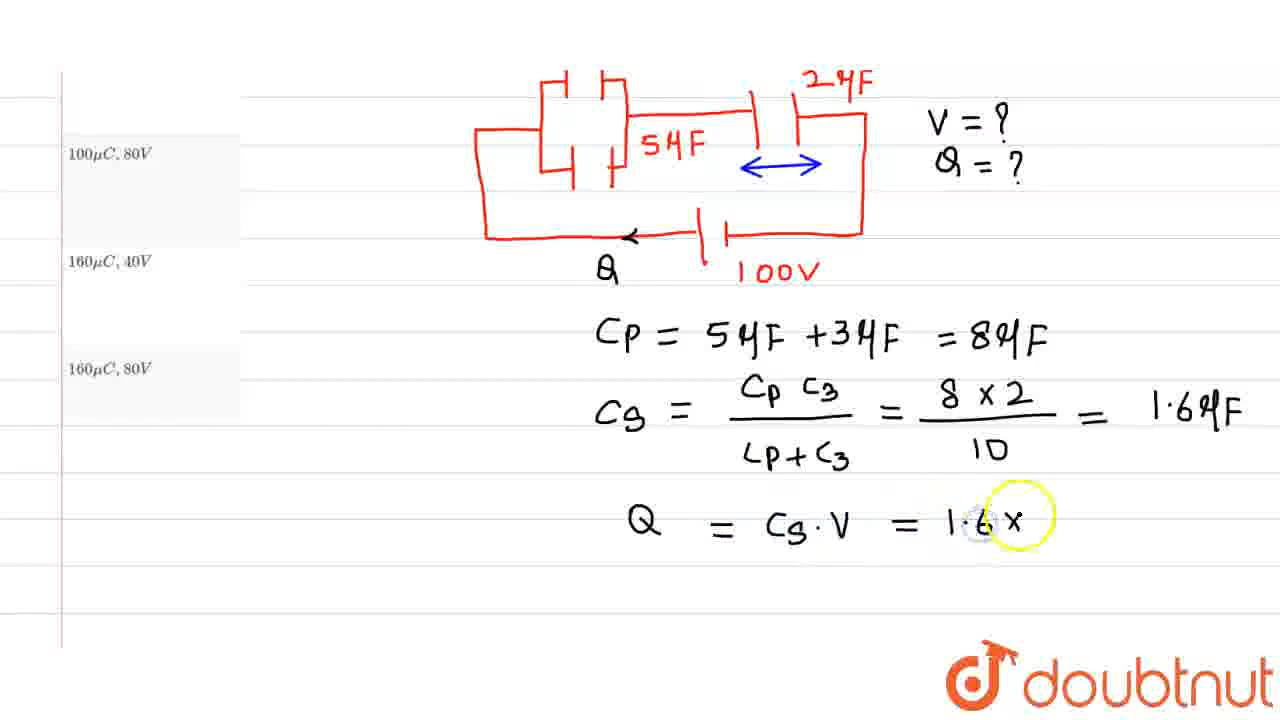 2μF
V = ?
5μF
Q = ?
100μC, 80V
160μC, 40V
Q
100V
Cp = 5μF + 3μF = 8μF
160μC, 80V
Cs = Cp C3 / Cp + C3 = 8 × 2 / 10 = 1.6μF
Q = Cs . V = 1.6 ×
doubtnut